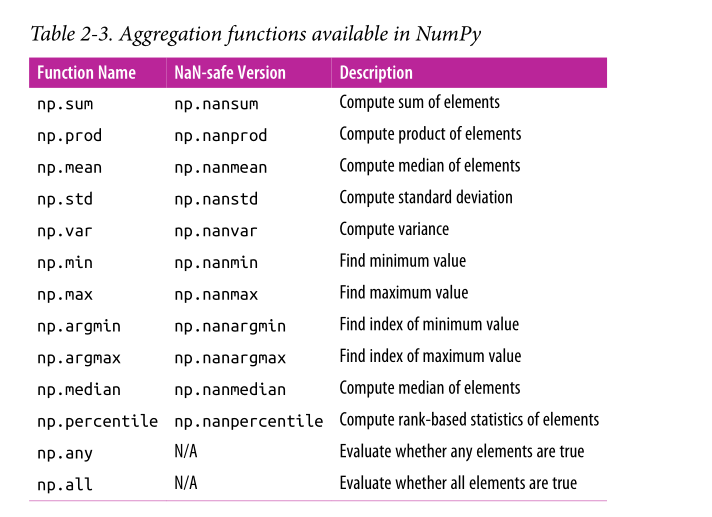 Table 2-3. Aggregation functions available in NumPy
Function Name NaN-safe Version Description
np.sum np.nansum Compute sum of elements
np.prod np.nanprod Compute product of elements
np.mean np.nanmean Compute median of elements
np.std np.nanstd Compute standard deviation
np.var np.nanvar Compute variance
np.min np.nanmin Find minimum value
np.max np.nanmax Find maximum value
np.argmin np.nanargmin Find index of minimum value
np.argmax np.nanargmax Find index of maximum value
np.median np.nanmedian Compute median of elements
np.percentile np.nanpercentile Compute rank-based statistics of elements
np.any N/A Evaluate whether any elements are true
np.all N/A Evaluate whether all elements are true